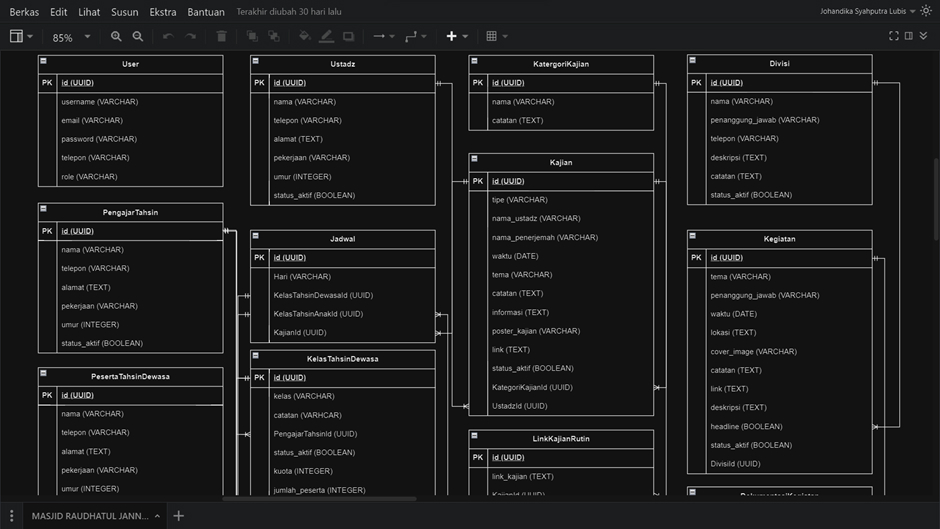 Berkas Edit Lihat Susun Ekstra Bantuan Terakhir diubah 30 hari lalu
Johandika Syahputra Lubis
85%
User
PK id (UUID)
username (VARCHAR)
email (VARCHAR)
password (VARCHAR)
telepon (VARCHAR)
role (VARCHAR)
PengajarTahsin
PK id (UUID)
nama (VARCHAR)
telepon (VARCHAR)
alamat (TEXT)
pekerjaan (VARCHAR)
umur (INTEGER)
status_aktif (BOOLEAN)
PesertaTahsinDewasa
PK id (UUID)
nama (VARCHAR)
telepon (VARCHAR)
alamat (TEXT)
pekerjaan (VARCHAR)
umur (INTEGER)
Ustadz
PK id (UUID)
nama (VARCHAR)
telepon (VARCHAR)
alamat (TEXT)
pekerjaan (VARCHAR)
umur (INTEGER)
status_aktif (BOOLEAN)
Jadwal
PK id (UUID)
Hari (VARCHAR)
KelasTahsinDewasaId (UUID)
KelasTahsinAnakId (UUID)
KajianId (UUID)
KelasTahsinDewasa
PK id (UUID)
kelas (VARCHAR)
catatan (VARHCAR)
PengajarTahsinId (UUID)
status_aktif (BOOLEAN)
kuota (INTEGER)
jumlah_peserta (INTEGER)
KatergoriKajian
PK id (UUID)
nama (VARCHAR)
catatan (TEXT)
Kajian
PK id (UUID)
tipe (VARCHAR)
nama_ustadz (VARCHAR)
nama_penerjemah (VARCHAR)
waktu (DATE)
tema (VARCHAR)
catatan (TEXT)
informasi (TEXT)
poster_kajian (VARCHAR)
link (TEXT)
status_aktif (BOOLEAN)
KategoriKajianId (UUID)
UstadzId (UUID)
LinkKajianRutin
PK id (UUID)
link_kajian (TEXT)
KajianId (UUID)
Divisi
PK id (UUID)
nama (VARCHAR)
penanggung_jawab (VARCHAR)
telepon (VARCHAR)
deskripsi (TEXT)
catatan (TEXT)
status_aktif (BOOLEAN)
Kegiatan
PK id (UUID)
tema (VARCHAR)
penanggung_jawab (VARCHAR)
waktu (DATE)
lokasi (TEXT)
cover_image (VARCHAR)
catatan (TEXT)
link (TEXT)
deskripsi (TEXT)
headline (BOOLEAN)
status_aktif (BOOLEAN)
DivisiId (UUID)
MASJID RAUDHATUL JANN...